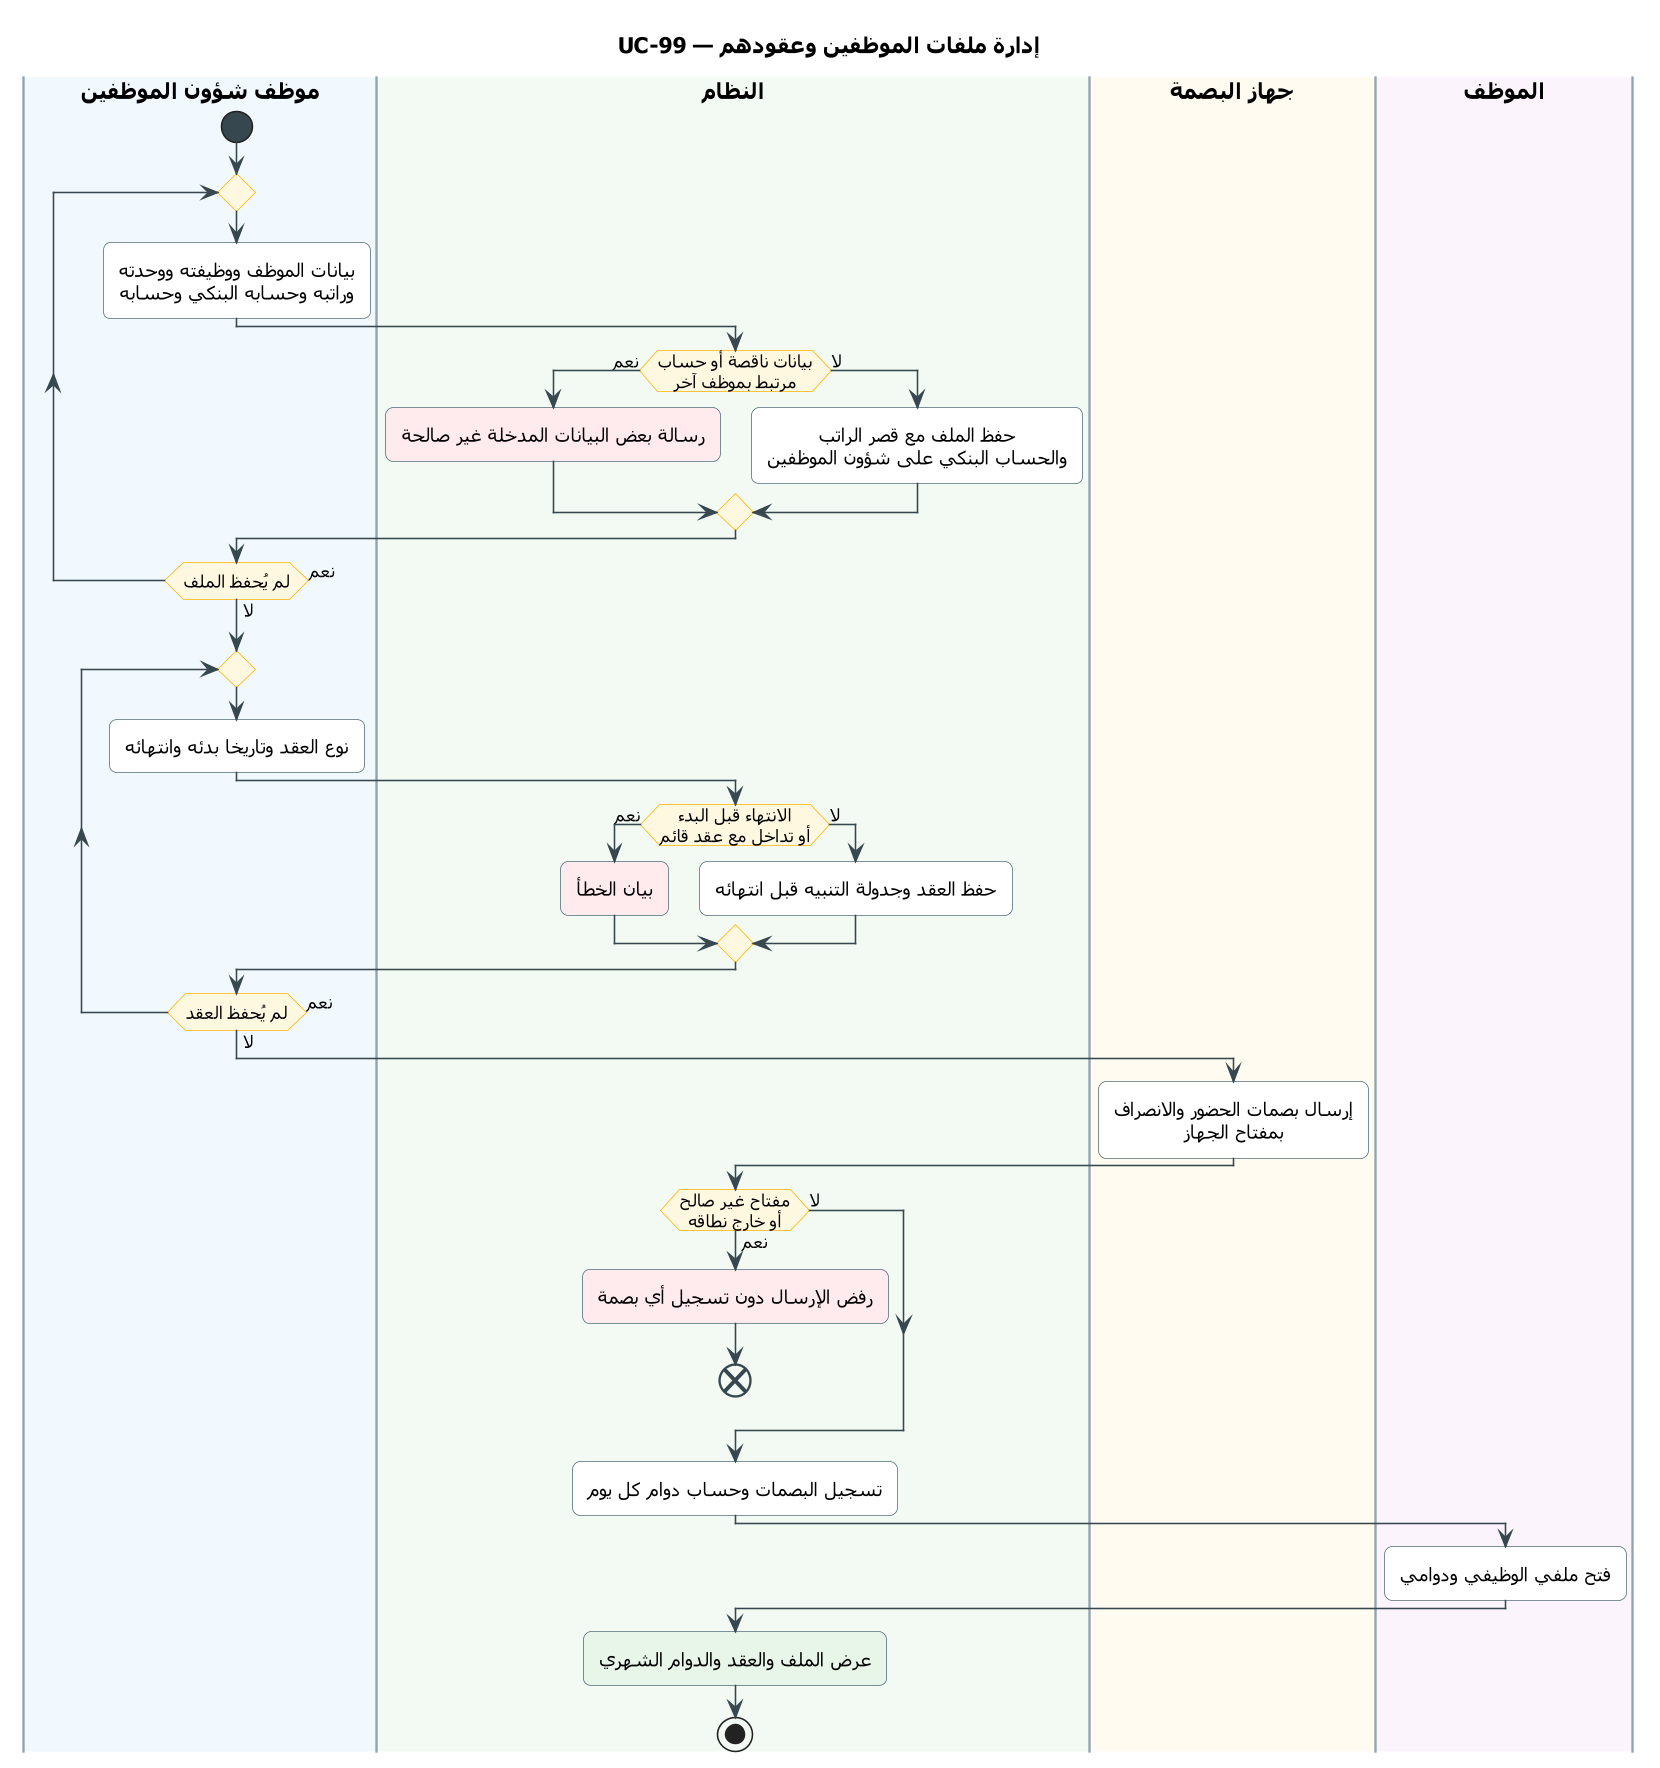 إدارة ملفات الموظفين وعقودهم — UC-99
موظف شؤون الموظفين
النظام
جهاز البصمة
الموظف
بيانات الموظف ووظيفته ووحدته
وراتبه وحسابه البنكي وحسابه
بيانات ناقصة أو حساب
مرتبط بموظف آخر
نعم
لا
رسالة بعض البيانات المدخلة غير صالحة
حفظ الملف مع قصر الراتب
والحساب البنكي على شؤون الموظفين
لم يُحفظ الملف
نعم
لا
نوع العقد وتاريخا بدئه وانتهائه
الانتهاء قبل البدء
أو تداخل مع عقد قائم
نعم
لا
بيان الخطأ
حفظ العقد وجدولة التنبيه قبل انتهائه
لم يُحفظ العقد
نعم
لا
إرسال بصمات الحضور والانصراف
بمفتاح الجهاز
مفتاح غير صالح
أو خارج نطاقه
لا
نعم
رفض الإرسال دون تسجيل أي بصمة
تسجيل البصمات وحساب دوام كل يوم
فتح ملفي الوظيفي ودوامي
عرض الملف والعقد والدوام الشهري